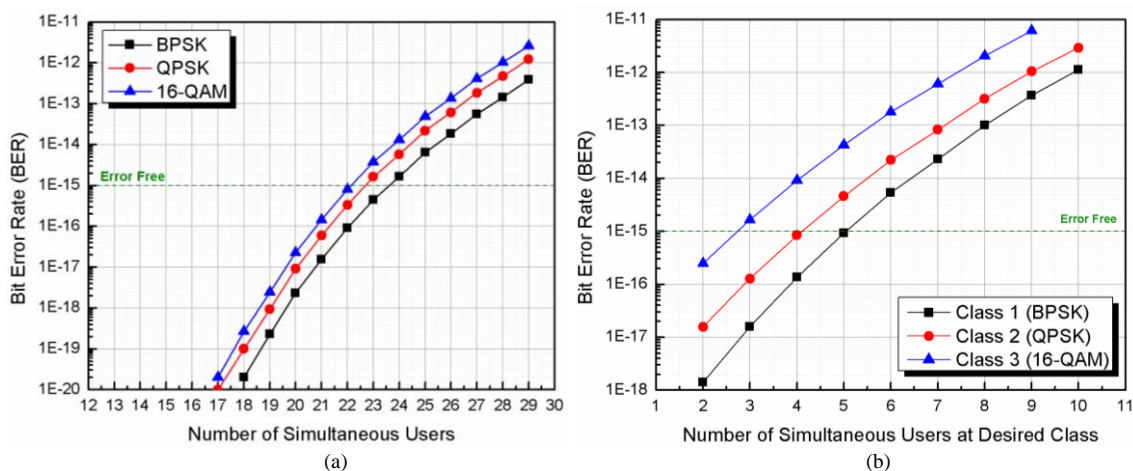 1E-11
1E-12
1E-13
1E-14
1E-15
1E-16
1E-17
1E-18
1E-19
1E-20
Bit Error Rate (BER)
BPSK
QPSK
16-QAM
Error Free
12 13 14 15 16 17 18 19 20 21 22 23 24 25 26 27 28 29 30
Number of Simultaneous Users
(a)
1E-11
1E-12
1E-13
1E-14
1E-15
1E-16
1E-17
1E-18
Bit Error Rate (BER)
Error Free
Class 1 (BPSK)
Class 2 (QPSK)
Class 3 (16-QAM)
1 2 3 4 5 6 7 8 9 10 11
Number of Simultaneous Users at Desired Class
(b)